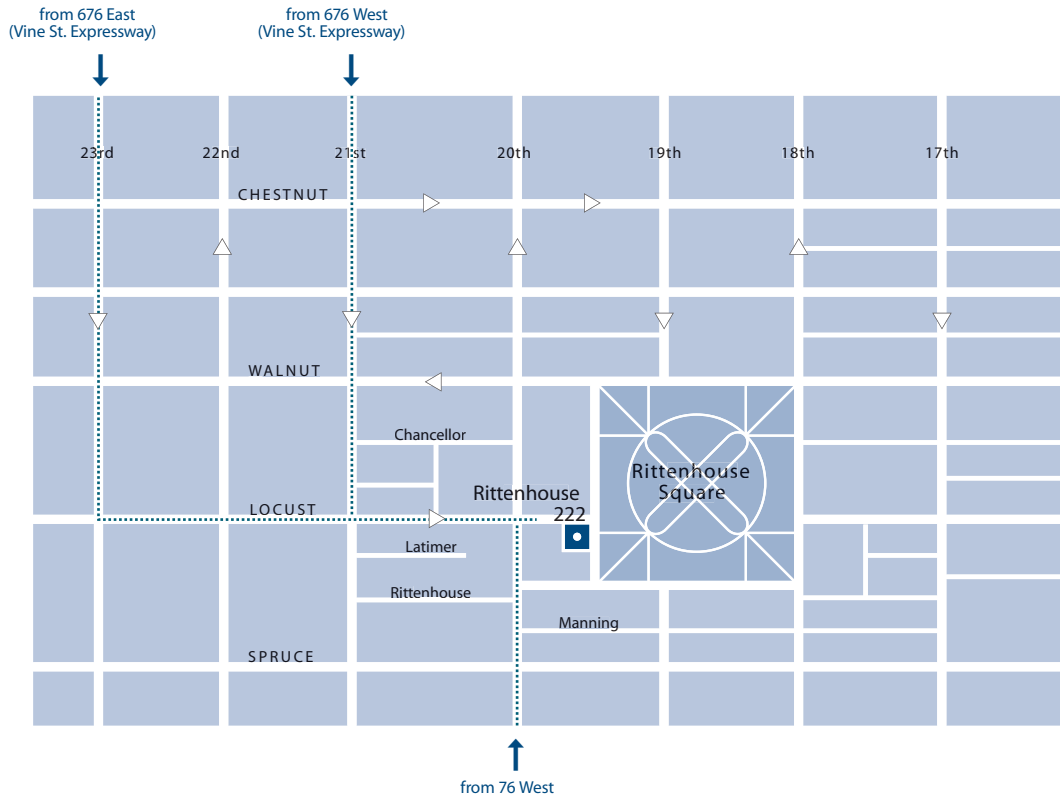 from 676 East
(Vine St. Expressway)
from 676 West
(Vine St. Expressway)
23rd
22nd
21st
20th
19th
18th
17th
CHESTNUT
WALNUT
Chancellor
Rittenhouse
Square
Rittenhouse
222
LOCUST
Latimer
Rittenhouse
Manning
SPRUCE
from 76 West